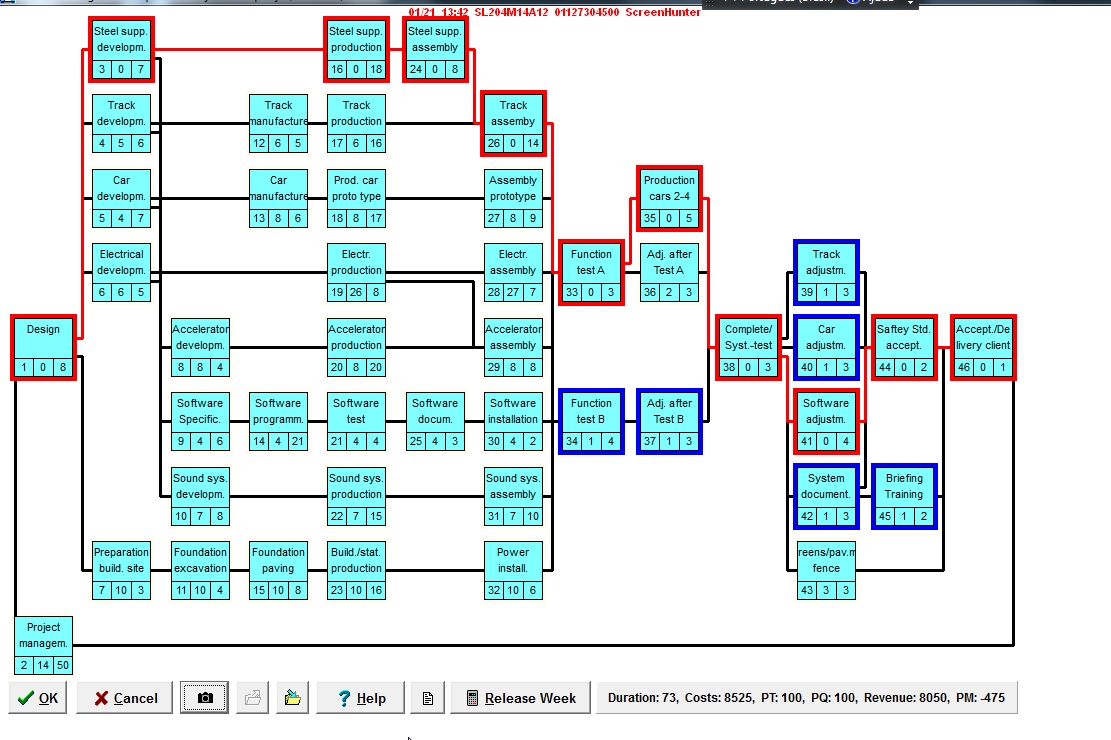 01/21 13:42 SL204M14A12 01127304500 ScreenHunter
Steel supp.
developm.
3 0 7
Steel supp.
production
16 0 18
Steel supp.
assembly
24 0 8
Track
developm.
4 5 6
Track
manufacture
12 6 5
Track
production
17 6 16
Track
assemby
26 0 14
Car
developm.
5 4 7
Car
manufacture
13 8 6
Prod. car
proto type
18 8 17
Assembly
prototype
27 8 9
Production
cars 2-4
35 0 5
Electrical
developm.
6 6 5
Electr.
production
19 26 8
Electr.
assembly
28 27 7
Function
test A
33 0 3
Adj. after
Test A
36 2 3
Track
adjustm.
39 1 3
Design
1 0 8
Accelerator
developm.
8 8 4
Accelerator
production
20 8 20
Accelerator
assembly
29 8 8
Complete/
Syst.-test
38 0 3
Car
adjustm.
40 1 3
Saftey Std.
accept.
44 0 2
Accept./De
livery client
46 0 1
Software
Specific.
9 4 6
Software
programm.
14 4 21
Software
test
21 4 4
Software
docum.
25 4 3
Software
installation
30 4 2
Function
test B
34 1 4
Adj. after
Test B
37 1 3
Software
adjustm.
41 0 4
Sound sys.
developm.
10 7 8
Sound sys.
production
22 7 15
Sound sys.
assembly
31 7 10
System
document.
42 1 3
Briefing
Training
45 1 2
Preparation
build. site
7 10 3
Foundation
excavation
11 10 4
Foundation
paving
15 10 8
Build./stat.
production
23 10 16
Power
install.
32 10 6
reens/pav.m
fence
43 3 3
Project
managem.
2 14 50
OK
Cancel
Help
Release Week
Duration: 73, Costs: 8525, PT: 100, PQ: 100, Revenue: 8050, PM: -475